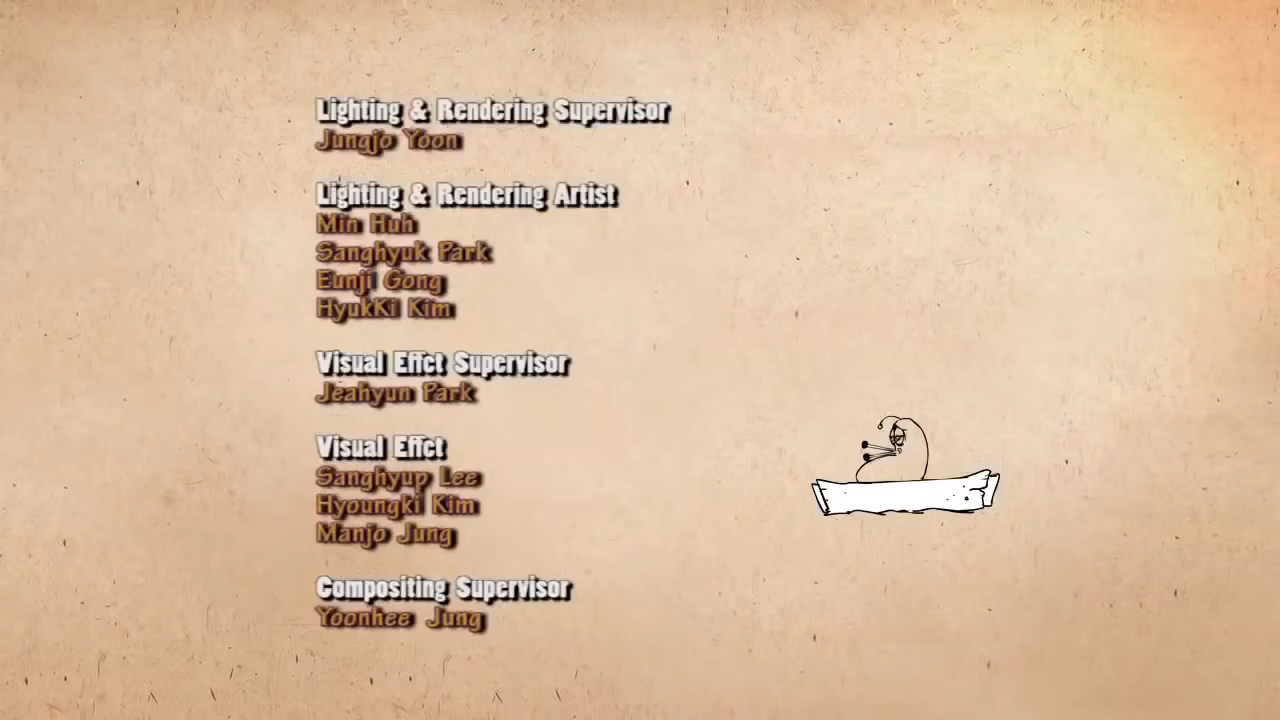 Lighting & Rendering Supervisor
Jungjo Yoon
Lighting & Rendering Artist
Min Huh
Sanghyuk Park
Eunji Gong
HyukKi Kim
Visual Effct Supervisor
Jeahyun Park
Visual Effct
Sanghyup Lee
Hyoungki Kim
Manjo Jung
Compositing Supervisor
Yoonhee Jung